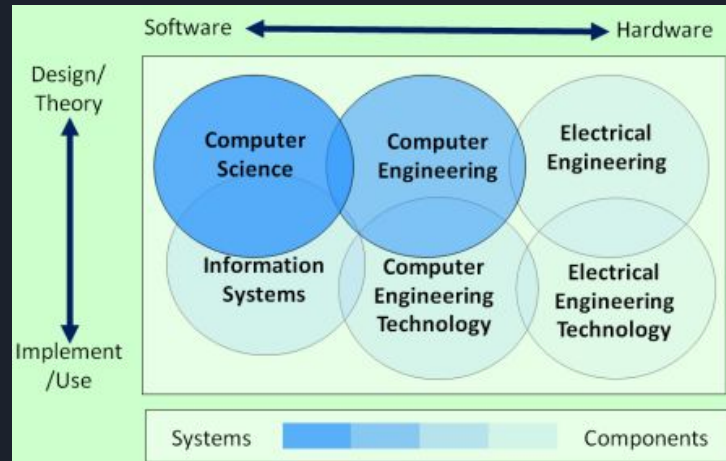 Software
Hardware
Design/
Theory
Computer
Science
Computer
Engineering
Electrical
Engineering
Information
Systems
Computer
Engineering
Technology
Electrical
Engineering
Technology
Implement
/Use
Systems
Components